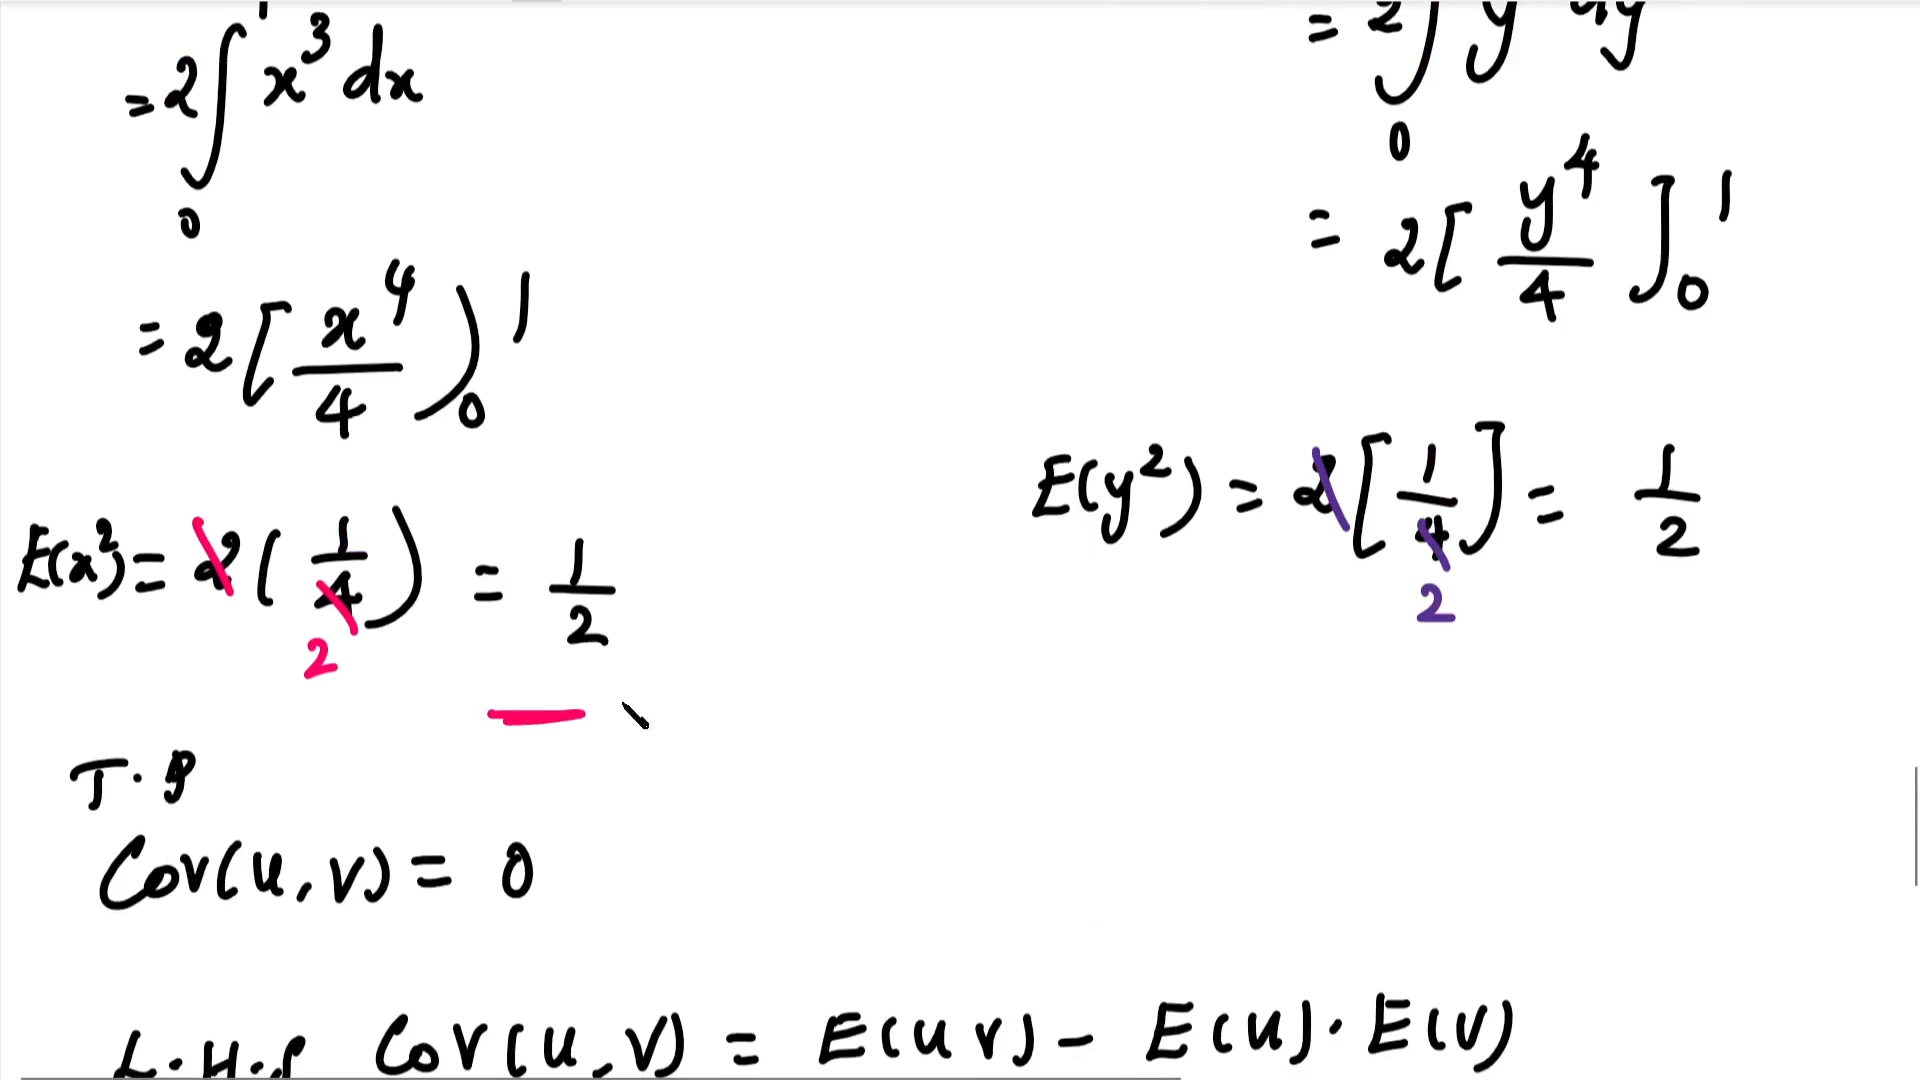 = 2 ∫₀¹ x³ dx
= 2 [ x⁴/4 )₀¹
E(x²) = 2 ( 1/4 ) = 1/2
2
= 2 ∫₀ y dy
= 2 [ y⁴/4 ]₀¹
E(y²) = 2 [ 1/4 ] = 1/2
2
T.P
Cov(u, v) = 0
L.H.S Cov(u, v) = E(u v) - E(u) · E(v)